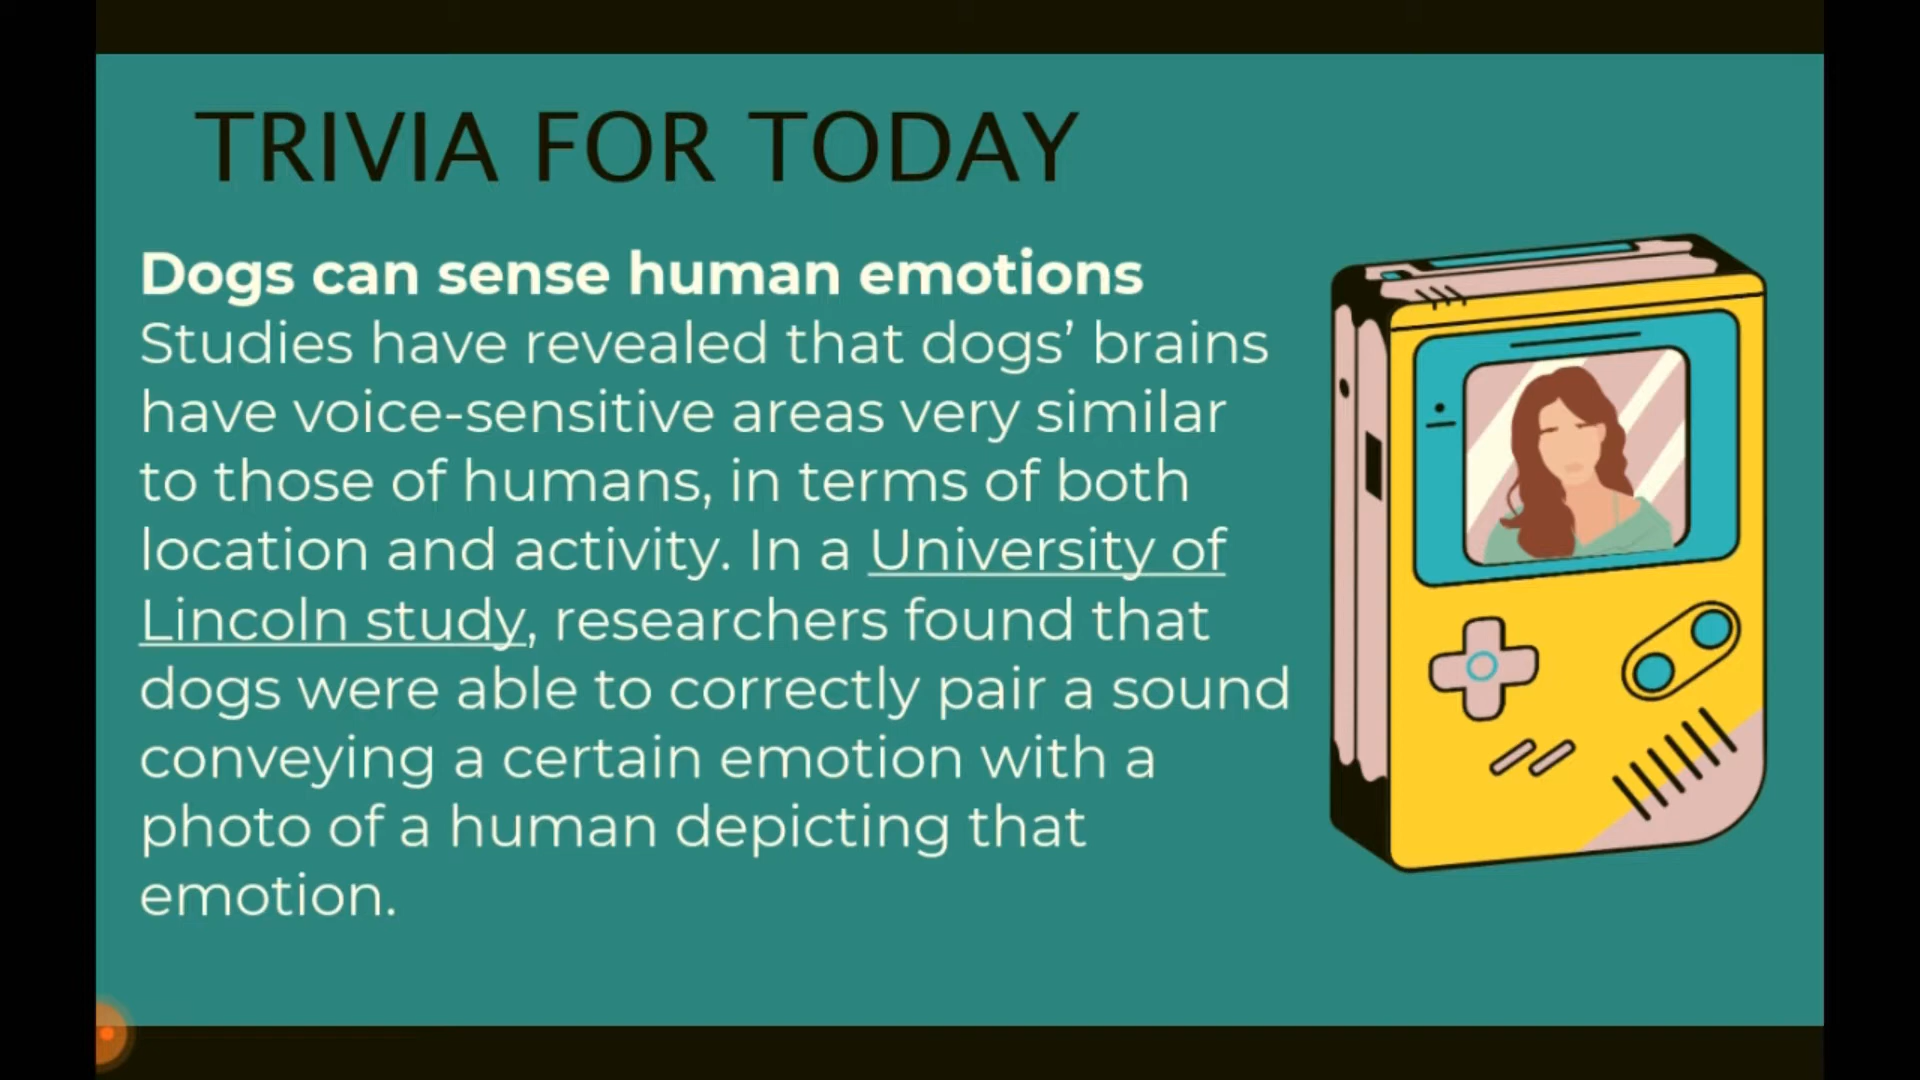 TRIVIA FOR TODAY
Dogs can sense human emotions
Studies have revealed that dogs’ brains
have voice-sensitive areas very similar
to those of humans, in terms of both
location and activity. In a University of
Lincoln study, researchers found that
dogs were able to correctly pair a sound
conveying a certain emotion with a
photo of a human depicting that
emotion.